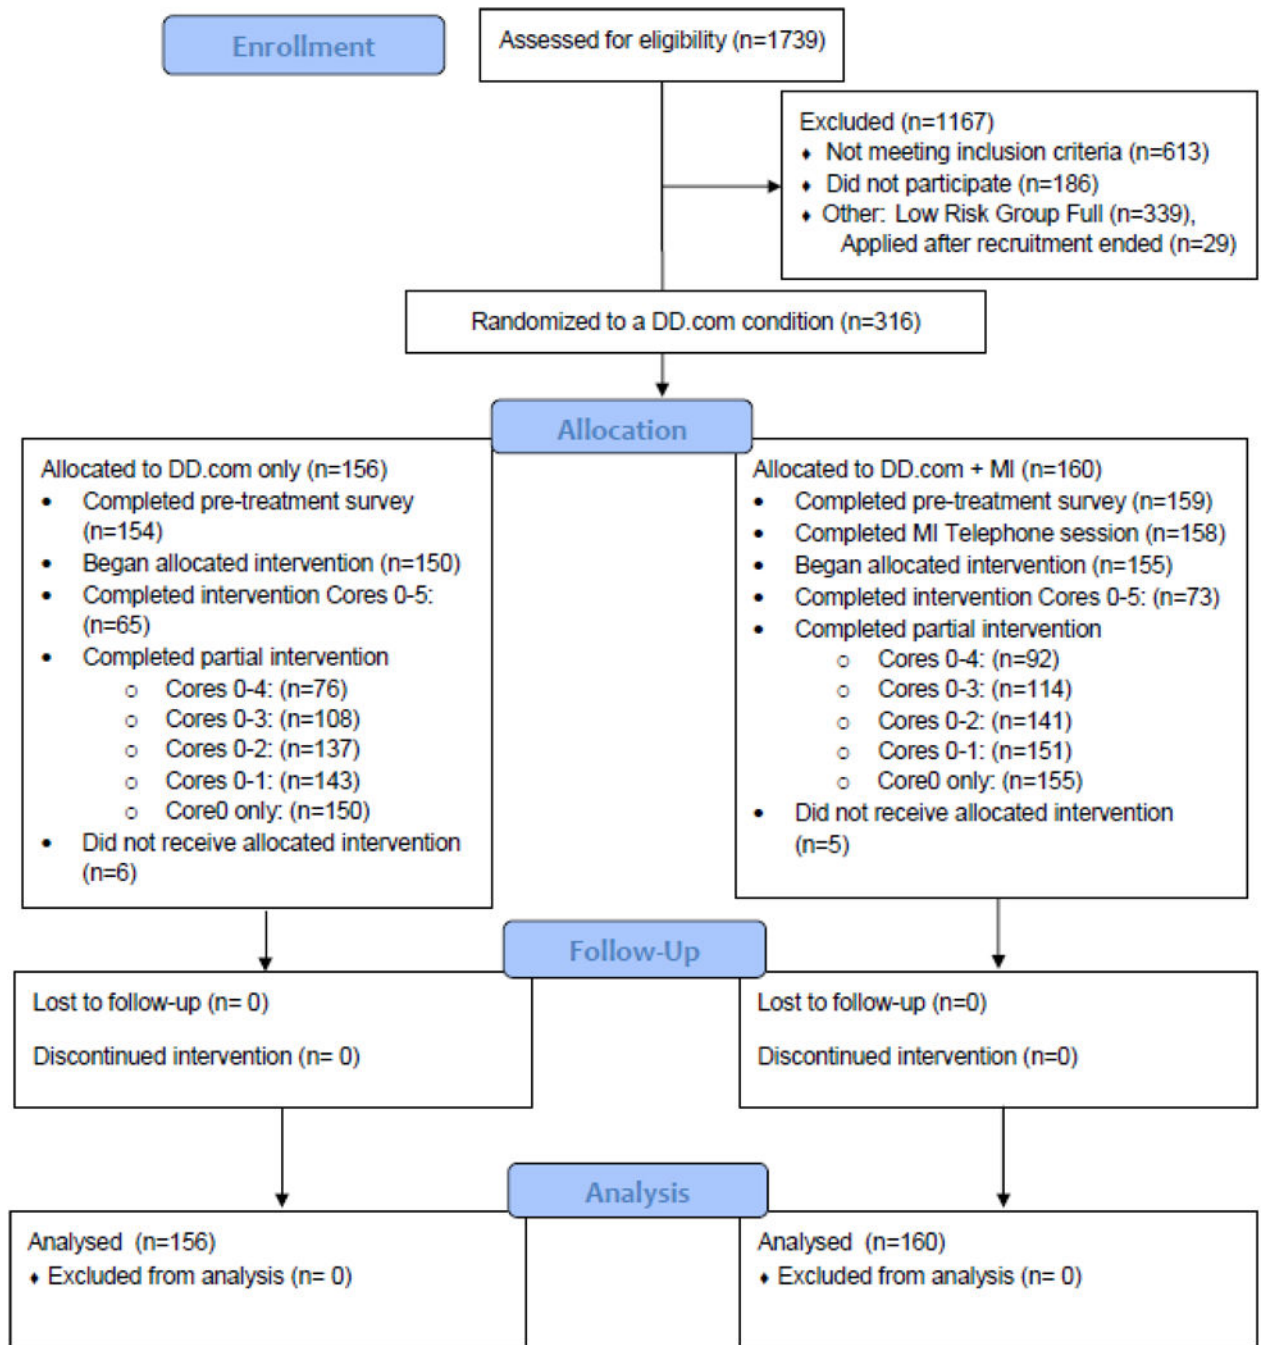 Enrollment
Assessed for eligibility (n=1739)
Excluded (n=1167)
♦ Not meeting inclusion criteria (n=613)
♦ Did not participate (n=186)
♦ Other: Low Risk Group Full (n=339),
Applied after recruitment ended (n=29)
Randomized to a DD.com condition (n=316)
Allocation
Allocated to DD.com only (n=156)
• Completed pre-treatment survey
(n=154)
• Began allocated intervention (n=150)
• Completed intervention Cores 0-5:
(n=65)
• Completed partial intervention
o Cores 0-4: (n=76)
o Cores 0-3: (n=108)
o Cores 0-2: (n=137)
o Cores 0-1: (n=143)
o Core0 only: (n=150)
• Did not receive allocated intervention
(n=6)
Allocated to DD.com + MI (n=160)
• Completed pre-treatment survey (n=159)
• Completed MI Telephone session (n=158)
• Began allocated intervention (n=155)
• Completed intervention Cores 0-5: (n=73)
• Completed partial intervention
o Cores 0-4: (n=92)
o Cores 0-3: (n=114)
o Cores 0-2: (n=141)
o Cores 0-1: (n=151)
o Core0 only: (n=155)
• Did not receive allocated intervention
(n=5)
Follow-Up
Lost to follow-up (n= 0)
Discontinued intervention (n= 0)
Lost to follow-up (n=0)
Discontinued intervention (n=0)
Analysis
Analysed (n=156)
♦ Excluded from analysis (n= 0)
Analysed (n=160)
♦ Excluded from analysis (n= 0)